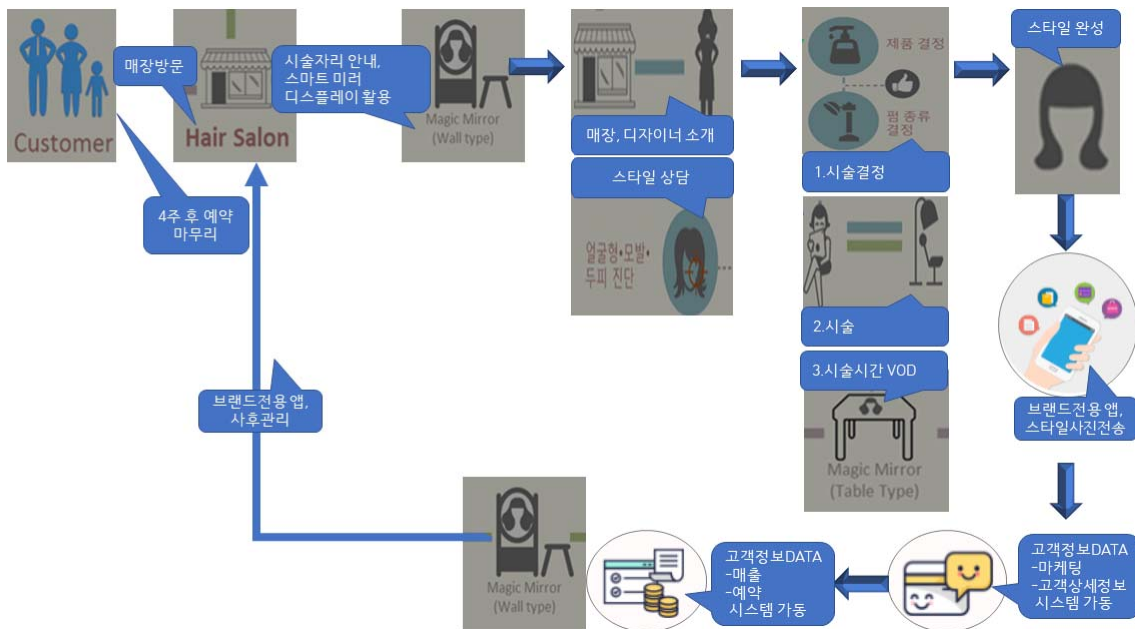 Customer
매장방문
Hair Salon
시술자리 안내,
스마트 미러
디스플레이 활용
Magic Mirror
(Wall type)
4주 후 예약
마무리
매장, 디자이너 소개
스타일 상담
얼굴형•모발•
두피 진단
제품 결정
펌 종류
결정
1.시술결정
2.시술
3.시술시간 VOD
Magic Mirror
(Table Type)
스타일 완성
브랜드전용 앱,
스타일사진전송
고객정보DATA
-마케팅
-고객상세정보
시스템 가동
고객정보DATA
-매출
-예약
시스템 가동
Magic Mirror
(Wall type)
브랜드전용 앱,
사후관리